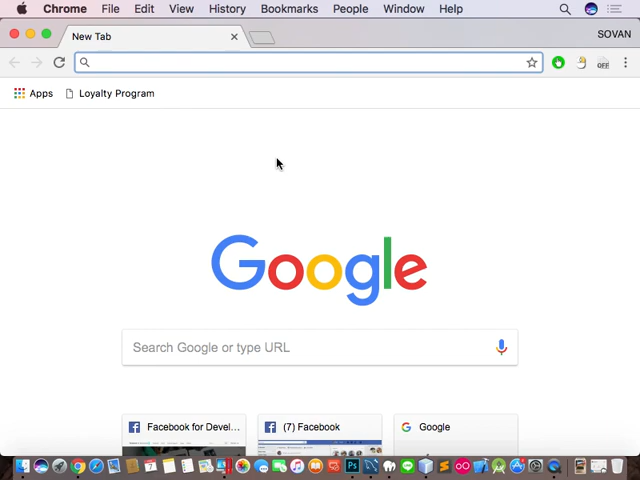 Chrome File Edit View History Bookmarks People Window Help
New Tab
SOVAN
Apps Loyalty Program
Google
Search Google or type URL
Facebook for Devel... (7) Facebook Google